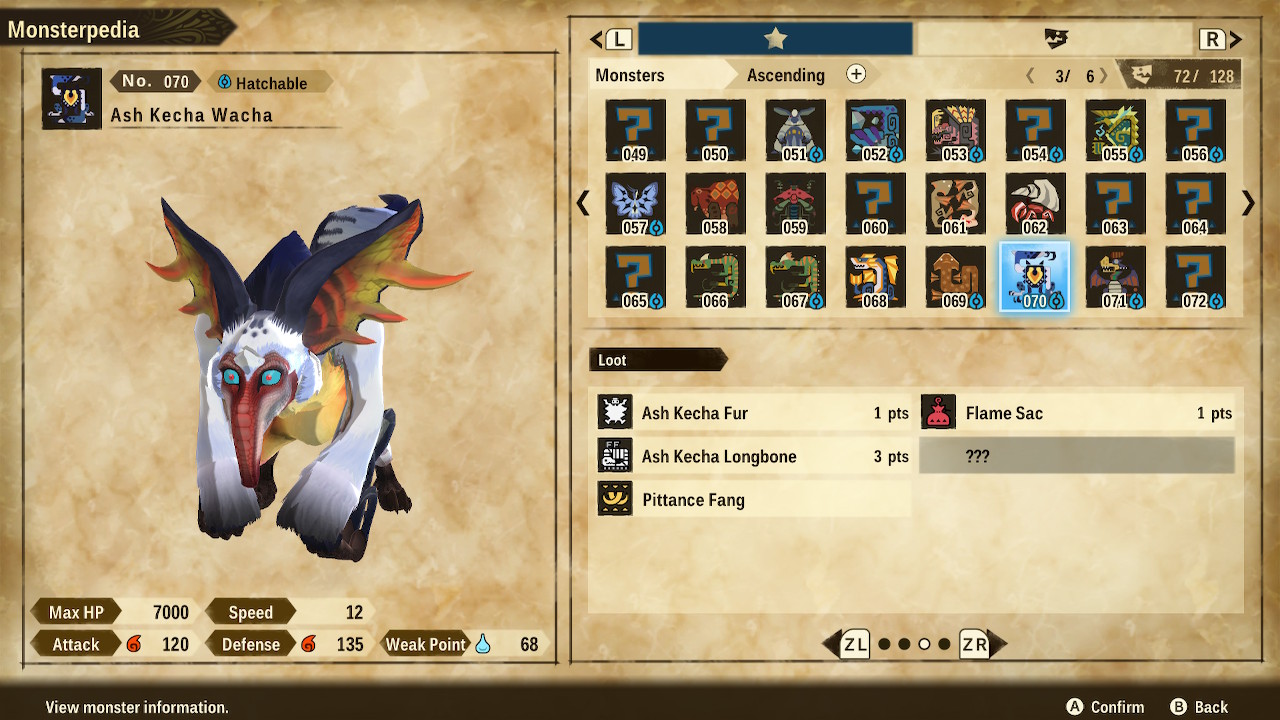 Monsterpedia
No. 070
Hatchable
Ash Kecha Wacha
Max HP 7000
Speed 12
Attack 120
Defense 135
Weak Point 68
L
R
Monsters
Ascending
3/ 6
72/ 128
049 050 051 052 053 054 055 056
057 058 059 060 061 062 063 064
065 066 067 068 069 070 071 072
Loot
Ash Kecha Fur 1 pts
Flame Sac 1 pts
Ash Kecha Longbone 3 pts
???
Pittance Fang
ZL
ZR
View monster information.
A Confirm
B Back